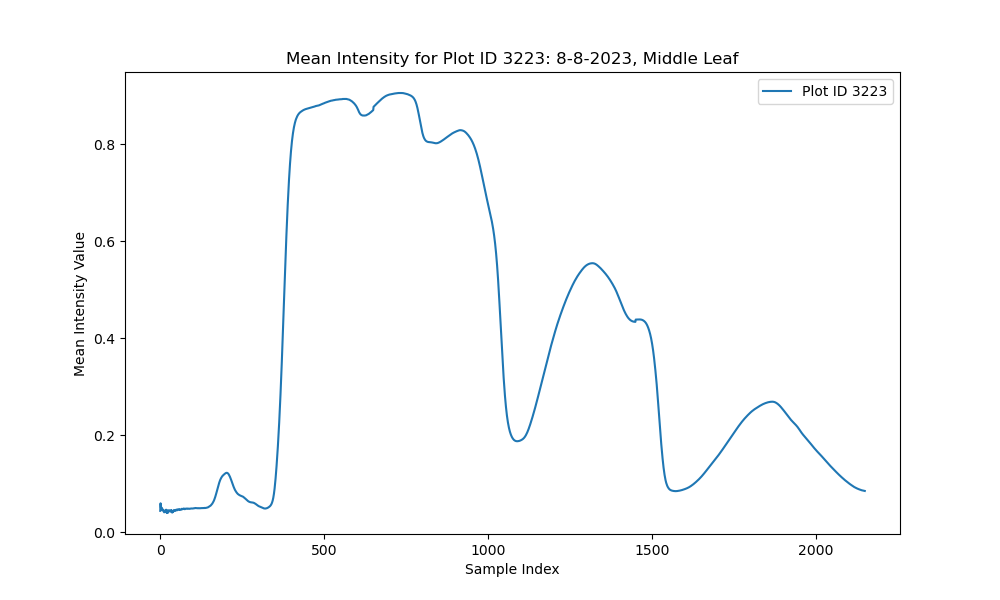 Mean Intensity for Plot ID 3223: 8-8-2023, Middle Leaf
Plot ID 3223
Mean Intensity Value
0.8
0.6
0.4
0.2
0.0
0 500 1000 1500 2000
Sample Index